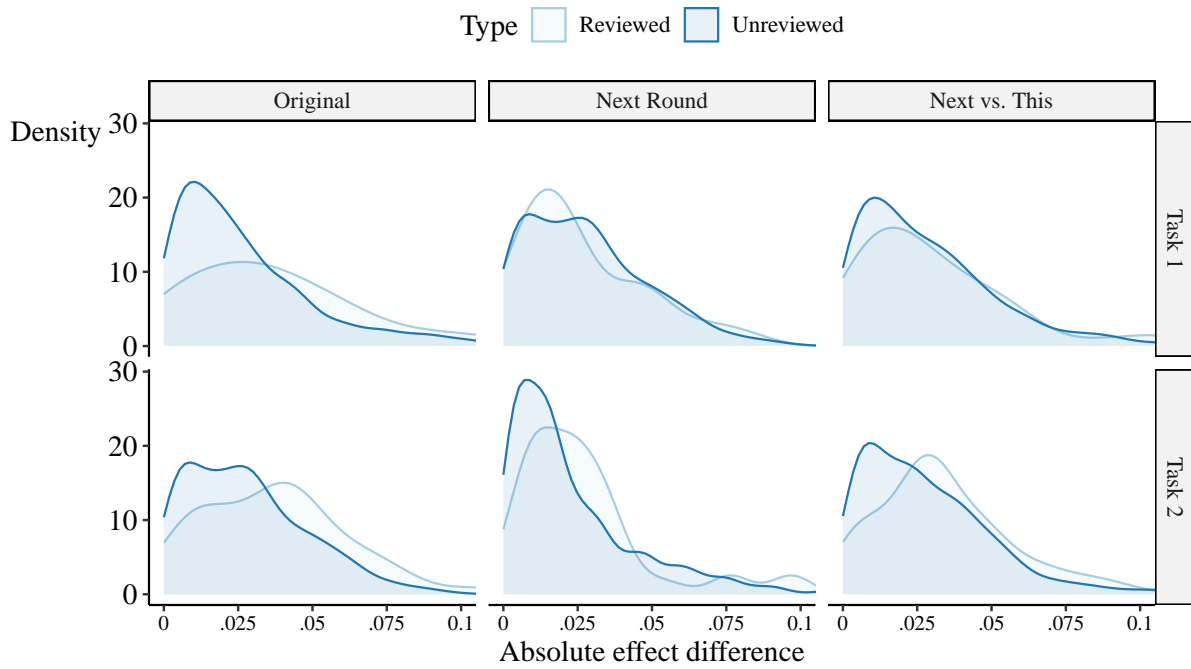 Type Reviewed Unreviewed
Original Next Round Next vs. This
Density
30
20
10
0
Task 1
30
20
10
0
Task 2
0 .025 .05 .075 0.1 0 .025 .05 .075 0.1 0 .025 .05 .075 0.1
Absolute effect difference